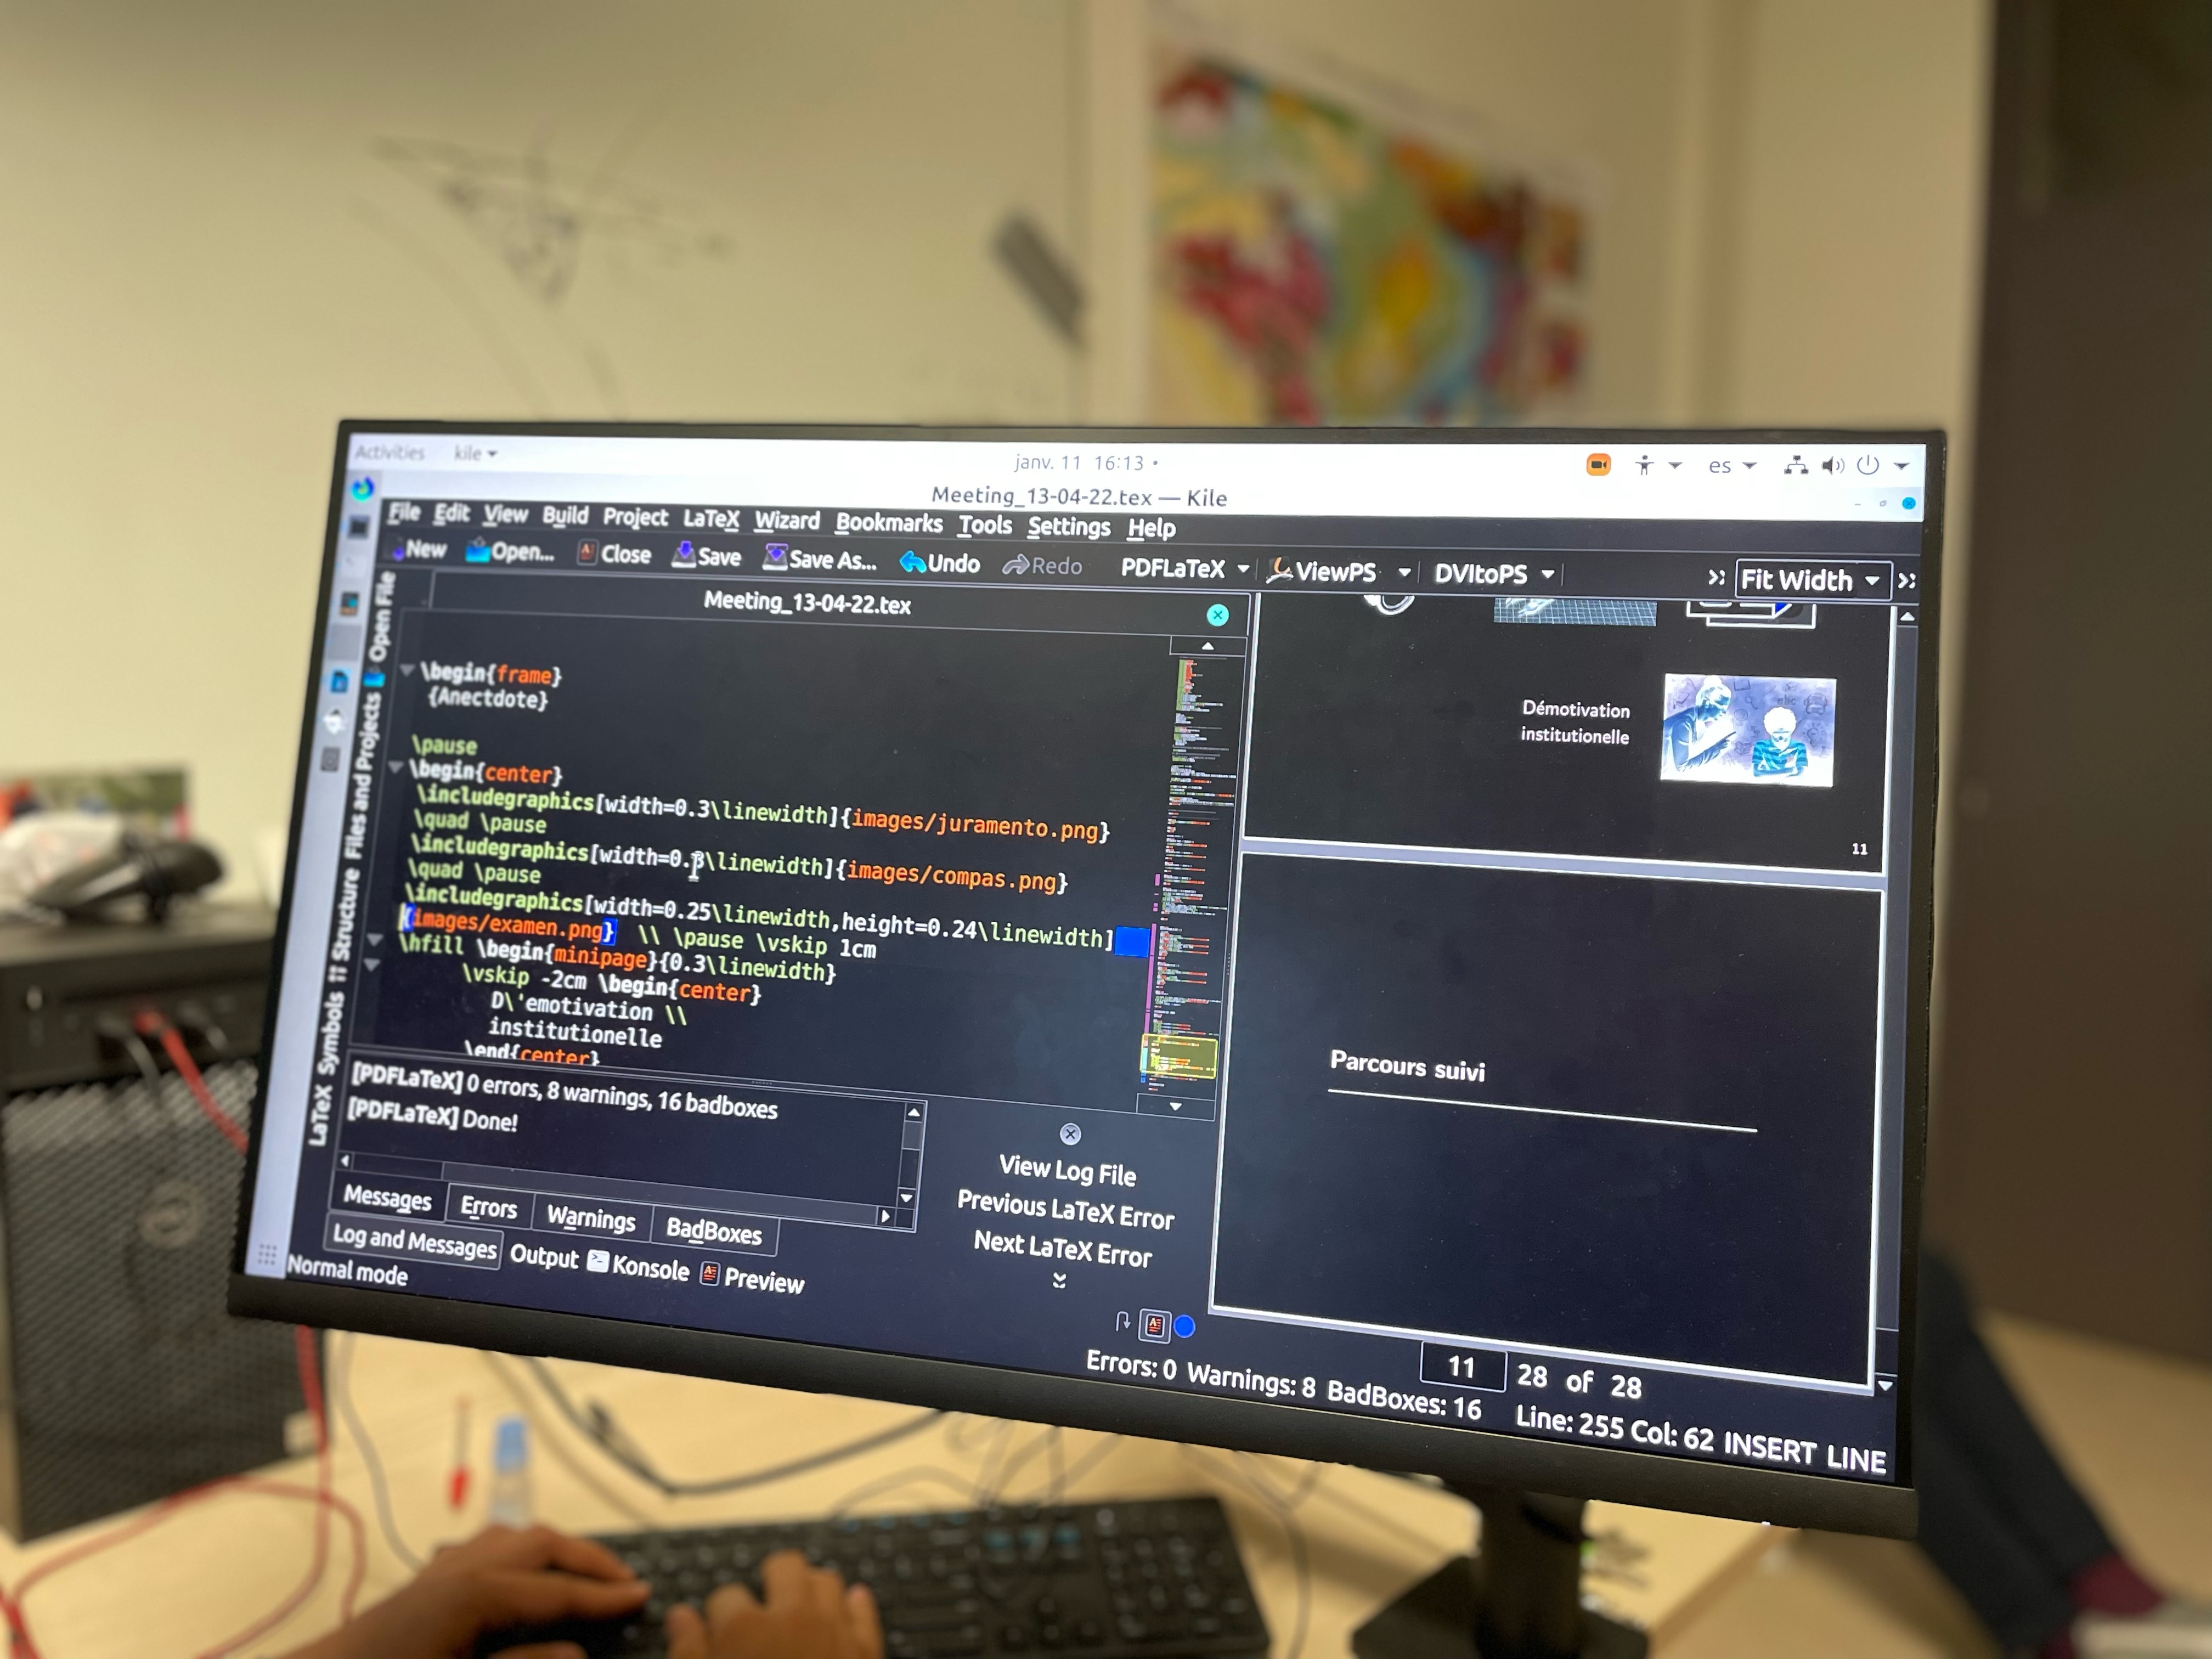 Activities kile
janv. 11 16:13
es
Meeting_13-04-22.tex — Kile
File Edit View Build Project LaTeX Wizard Bookmarks Tools Settings Help
New Open... Close Save Save As... Undo Redo PDFLaTeX ViewPS DVItoPS Fit Width
Meeting_13-04-22.tex
Open File
Files and Projects
Structure
Symbols
LaTeX
\begin{frame}
{Anectdote}
\pause
\begin{center}
\includegraphics[width=0.3\linewidth]{images/juramento.png}
\quad \pause
\includegraphics[width=0.3\linewidth]{images/compas.png}
\quad \pause
\includegraphics[width=0.25\linewidth,height=0.24\linewidth]
{images/examen.png} \\ \pause \vskip 1cm
\hfill \begin{minipage}{0.3\linewidth}
\vskip -2cm \begin{center}
D\'emotivation \\
institutionelle
\end{center}
[PDFLaTeX] 0 errors, 8 warnings, 16 badboxes
[PDFLaTeX] Done!
Messages Errors Warnings BadBoxes
Log and Messages Output Konsole Preview
Normal mode
View Log File
Previous LaTeX Error
Next LaTeX Error
Démotivation
institutionelle
11
Parcours suivi
11 28 of 28
Errors: 0 Warnings: 8 BadBoxes: 16
Line: 255 Col: 62 INSERT LINE